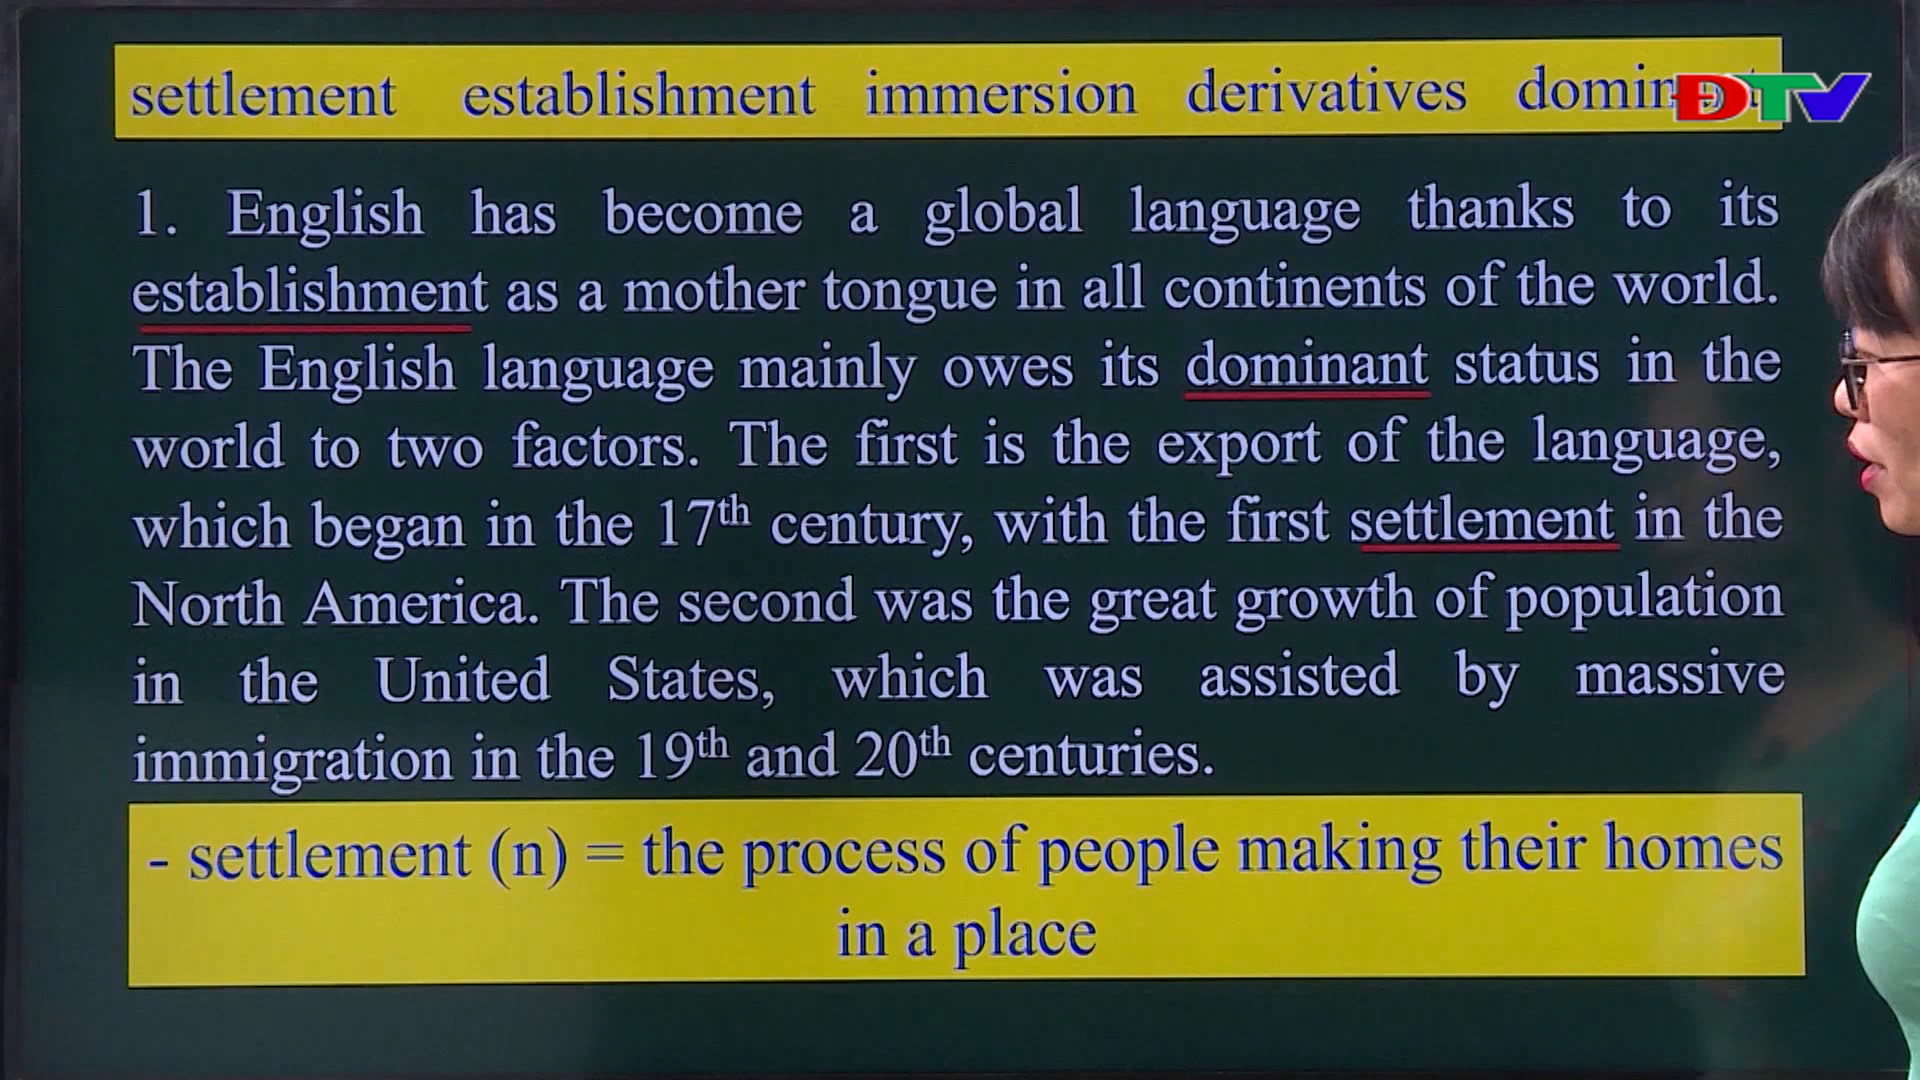 settlement establishment immersion derivatives
ĐTV
1. English has become a global language thanks to its
establishment as a mother tongue in all continents of the world.
The English language mainly owes its dominant status in the
world to two factors. The first is the export of the language,
which began in the 17th century, with the first settlement in the
North America. The second was the great growth of population
in the United States, which was assisted by massive
immigration in the 19th and 20th centuries.
- settlement (n) = the process of people making their homes
in a place